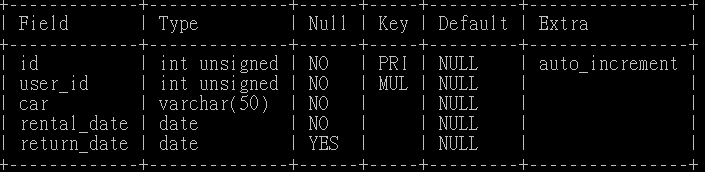 Field Type Null Key Default Extra
id int unsigned NO PRI NULL auto_increment
user_id int unsigned NO MUL NULL
car varchar(50) NO NULL
rental_date date NO NULL
return_date date YES NULL